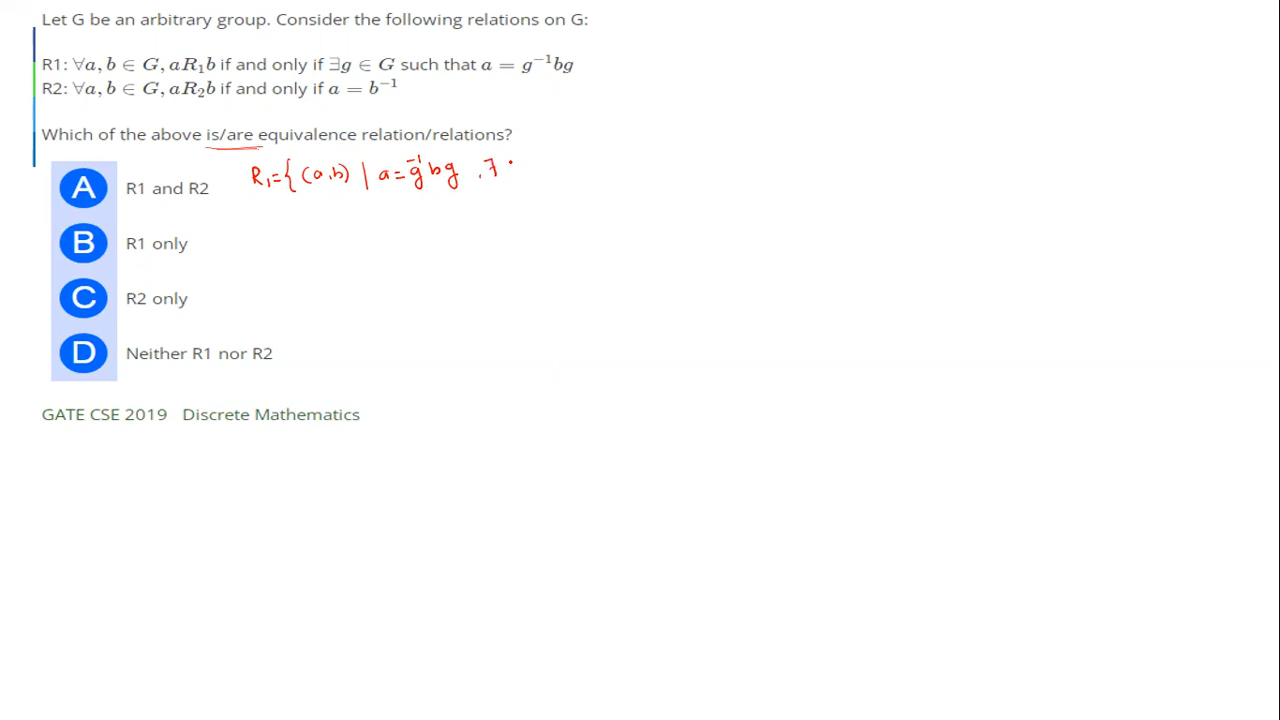 Let G be an arbitrary group. Consider the following relations on G:
R1: ∀a, b ∈ G, aR₁b if and only if ∃g ∈ G such that a = g⁻¹bg
R2: ∀a, b ∈ G, aR₂b if and only if a = b⁻¹
Which of the above is/are equivalence relation/relations?
R₁={ (a,b) | a=g⁻¹bg , ∃
A R1 and R2
B R1 only
C R2 only
D Neither R1 nor R2
GATE CSE 2019 Discrete Mathematics